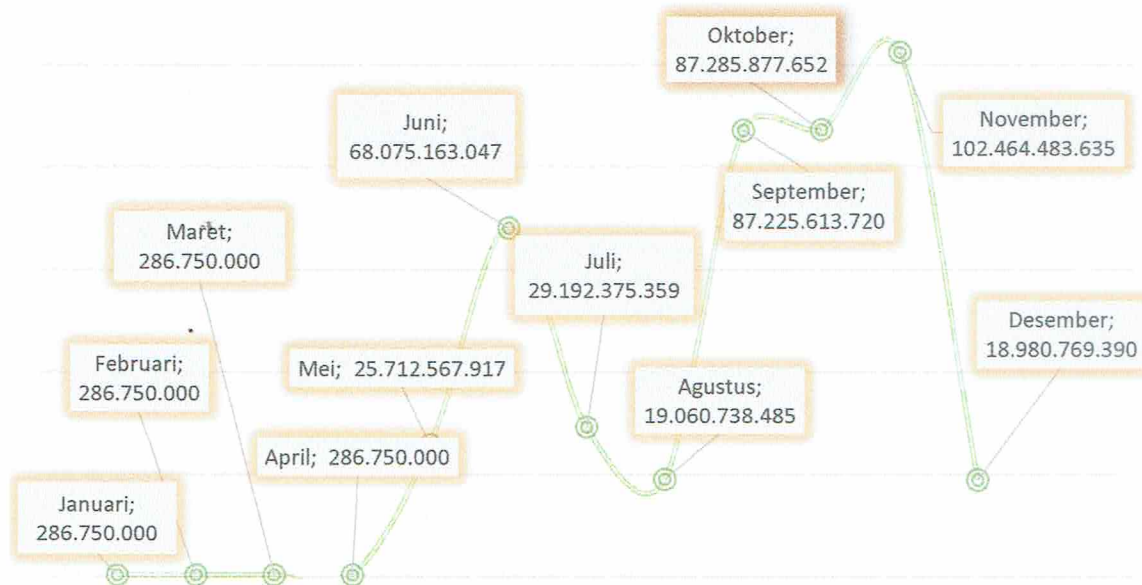 Januari;
286.750.000
Februari;
286.750.000
Maret;
286.750.000
April; 286.750.000
Mei; 25.712.567.917
Juni;
68.075.163.047
Juli;
29.192.375.359
Agustus;
19.060.738.485
September;
87.225.613.720
Oktober;
87.285.877.652
November;
102.464.483.635
Desember;
18.980.769.390